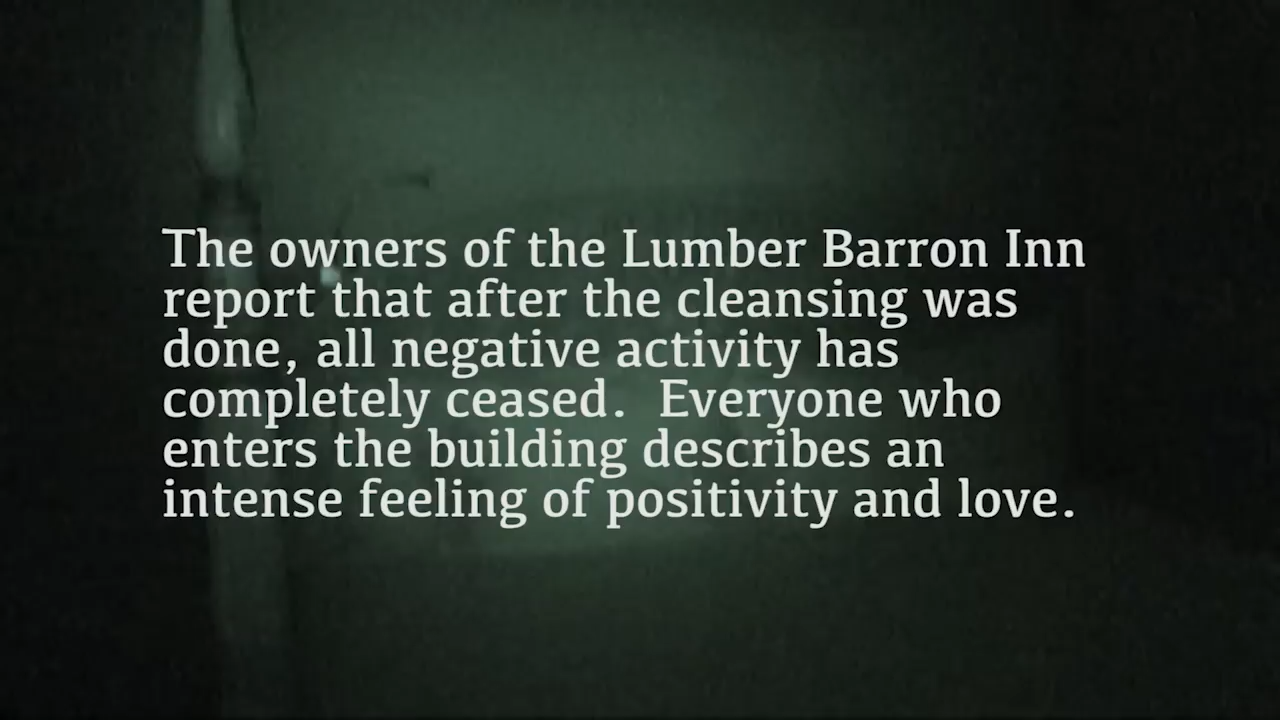 The owners of the Lumber Barron Inn
report that after the cleansing was
done, all negative activity has
completely ceased.  Everyone who
enters the building describes an
intense feeling of positivity and love.